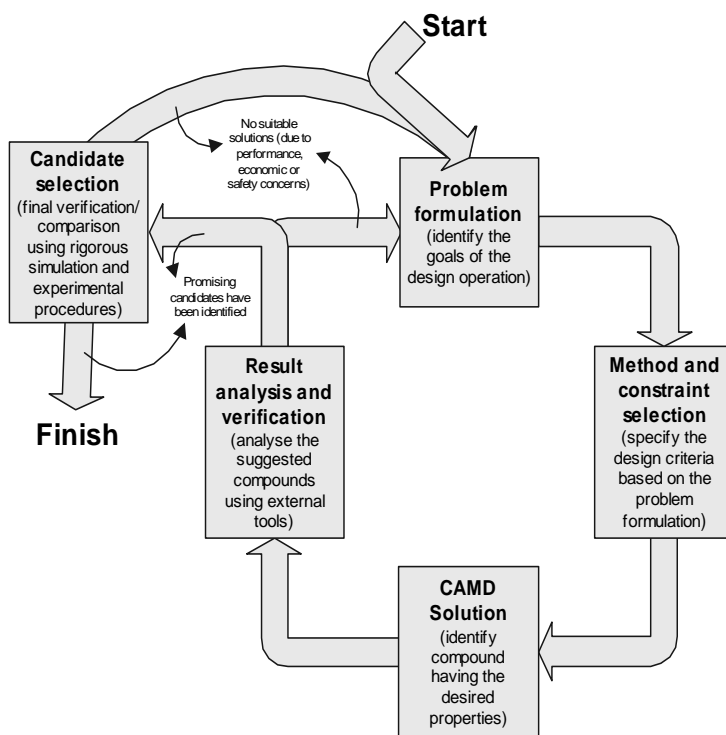 Start
No suitable
solutions (due to
performance,
economic or
safety concerns)
Candidate
selection
(final verification/
comparison
using rigorous
simulation and
experimental
procedures)
Problem
formulation
(identify the
goals of the
design operation)
Promising
candidates have
been identified
Finish
Result
analysis and
verification
(analyse the
suggested
compounds
using external
tools)
Method and
constraint
selection
(specify the
design criteria
based on the
problem
formulation)
CAMD
Solution
(identify
compound
having the
desired
properties)